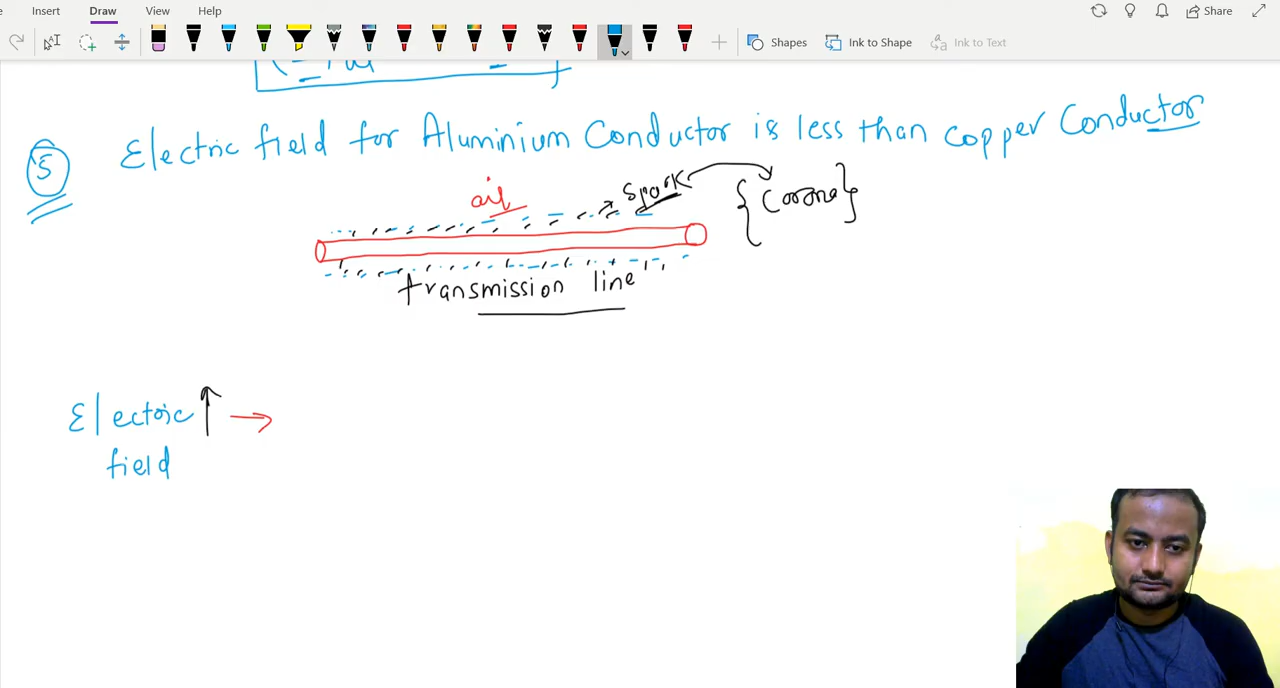 Insert Draw View Help
Share
Shapes Ink to Shape Ink to Text
5 Electric field for Aluminium Conductor is less than copper Conductor
air Spark { Corona }
transmission line
Electric ↑ →
field